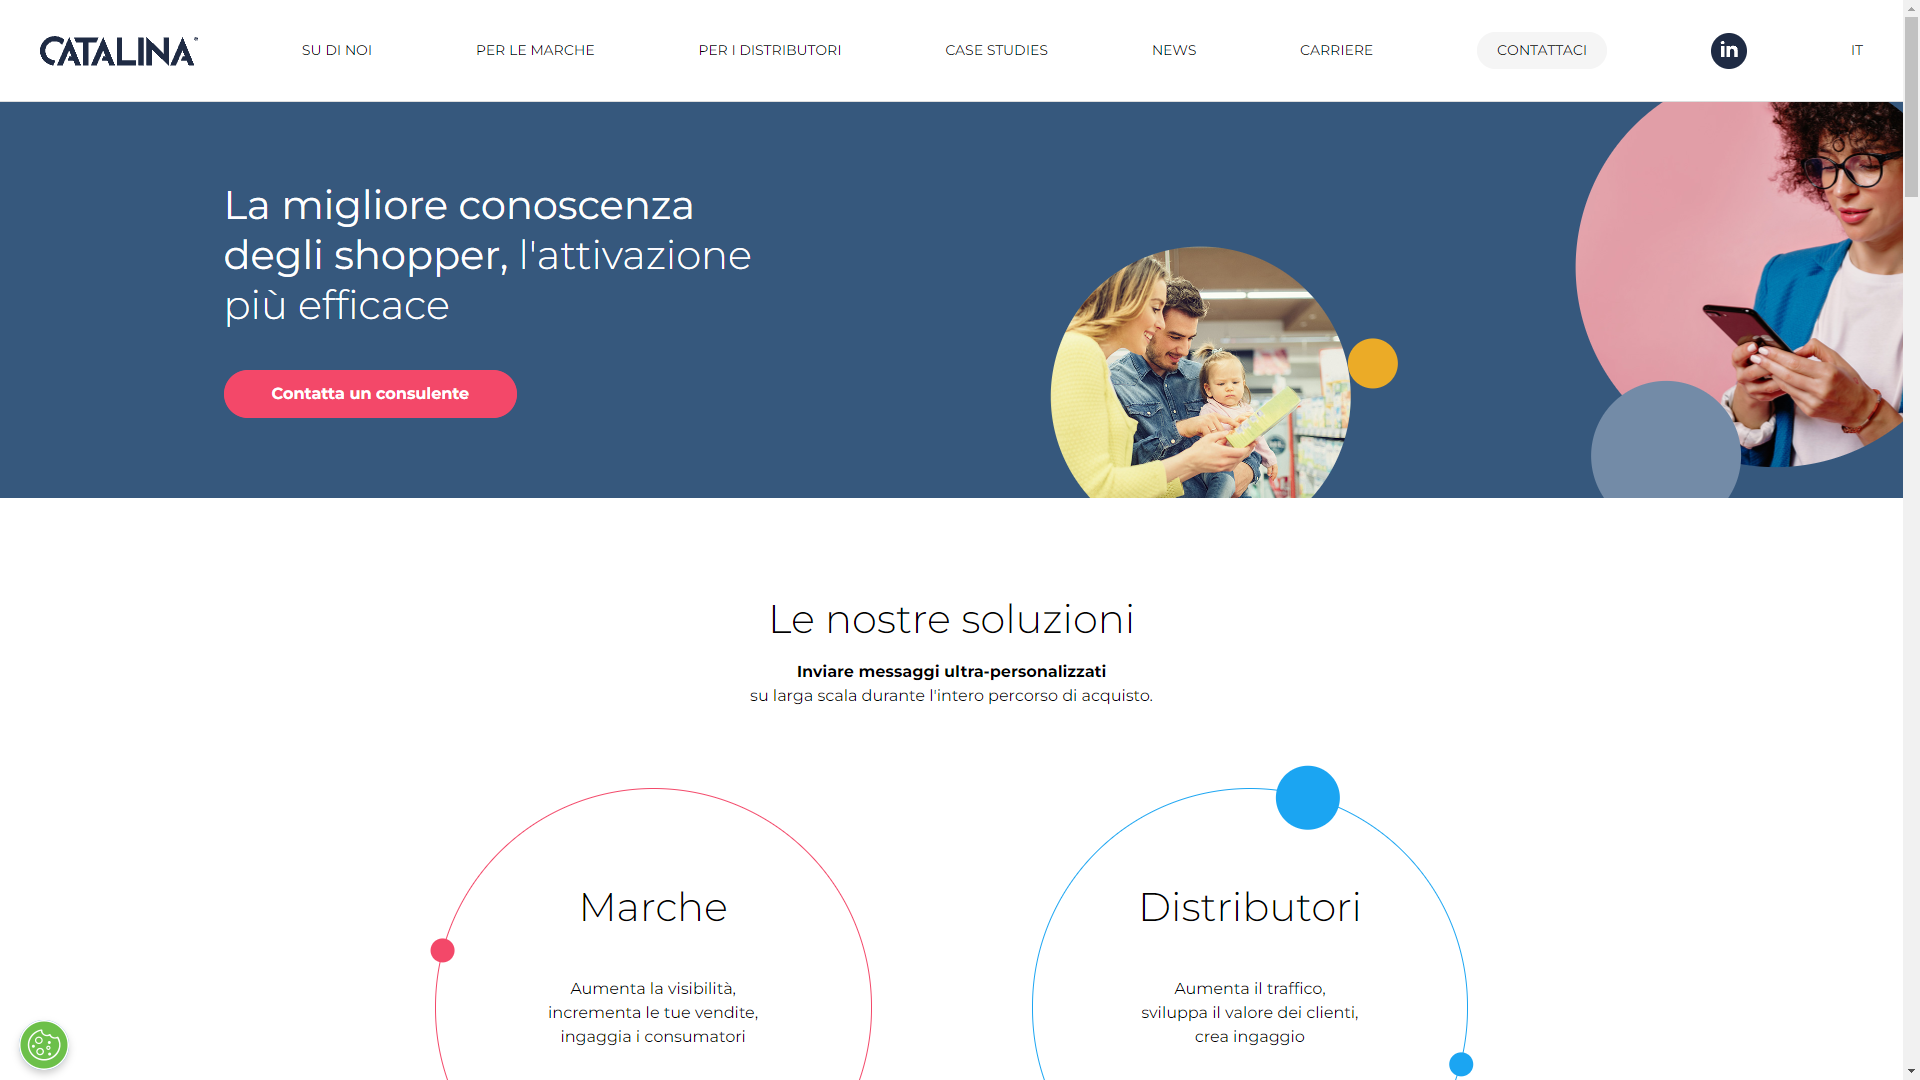 CATALINA®
SU DI NOI
PER LE MARCHE
PER I DISTRIBUTORI
CASE STUDIES
NEWS
CARRIERE
CONTATTACI
in
IT
La migliore conoscenza
degli shopper, l'attivazione
più efficace
Contatta un consulente
Le nostre soluzioni
Inviare messaggi ultra-personalizzati
su larga scala durante l'intero percorso di acquisto.
Marche
Aumenta la visibilità,
incrementa le tue vendite,
ingaggia i consumatori
Distributori
Aumenta il traffico,
sviluppa il valore dei clienti,
crea ingaggio